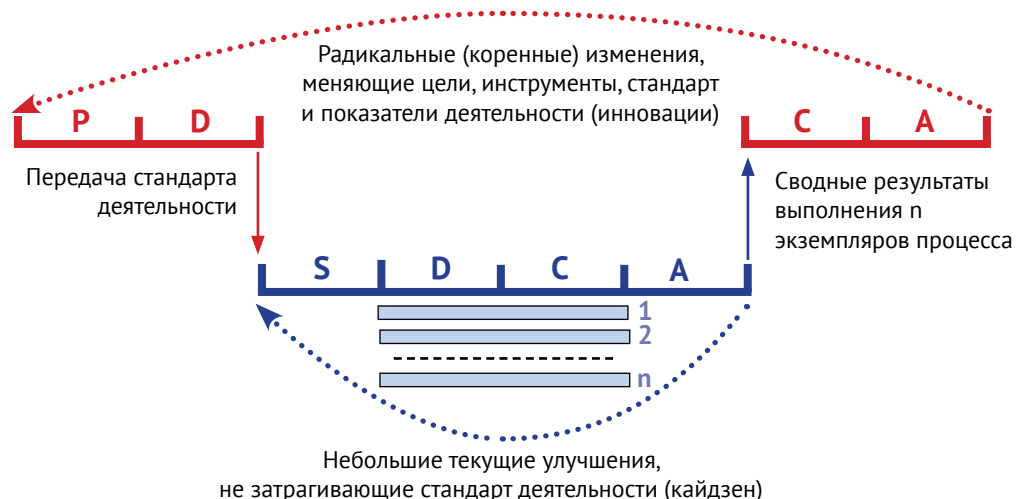 Радикальные (коренные) изменения,
меняющие цели, инструменты, стандарт
и показатели деятельности (инновации)
P D C A
Передача стандарта
деятельности
Сводные результаты
выполнения n
экземпляров процесса
S D C A
1
2
n
Небольшие текущие улучшения,
не затрагивающие стандарт деятельности (кайдзен)